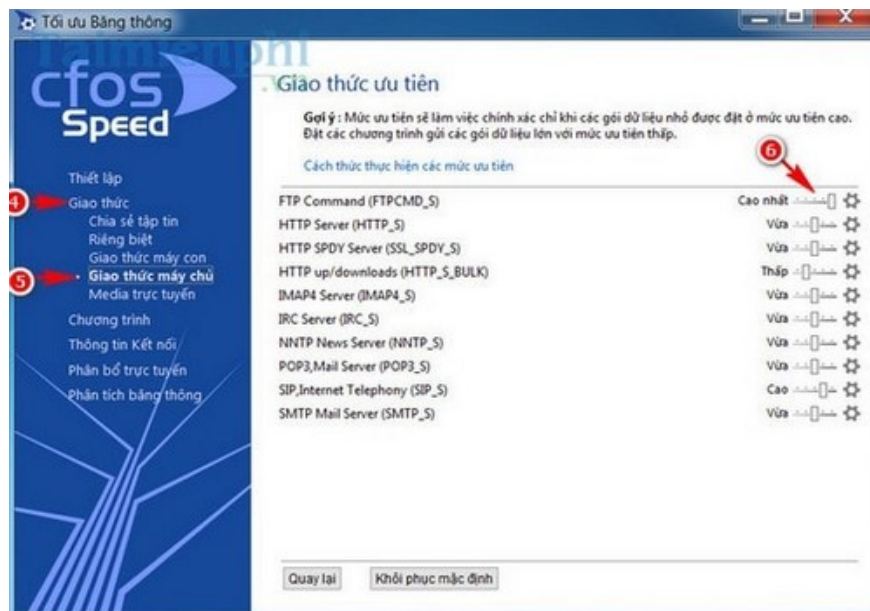 Tối ưu Băng thông
Taimienphi
.vn
cfos
Speed
Thiết lập
4
Giao thức
Chia sẻ tập tin
Riêng biệt
Giao thức máy con
5
Giao thức máy chủ
Media trực tuyến
Chương trình
Thông tin Kết nối
Phân bổ trực tuyến
Phân tích băng thông
Giao thức ưu tiên
Gợi ý : Mức ưu tiên sẽ làm việc chính xác chỉ khi các gói dữ liệu nhỏ được đặt ở mức ưu tiên cao.
Đặt các chương trình gửi các gói dữ liệu lớn với mức ưu tiên thấp.
6
Cách thức thực hiện các mức ưu tiên
FTP Command (FTPCMD_S) Cao nhất
HTTP Server (HTTP_S) Vừa
HTTP SPDY Server (SSL_SPDY_S) Vừa
HTTP up/downloads (HTTP_S_BULK) Thấp
IMAP4 Server (IMAP4_S) Vừa
IRC Server (IRC_S) Vừa
NNTP News Server (NNTP_S) Vừa
POP3,Mail Server (POP3_S) Vừa
SIP,Internet Telephony (SIP_S) Cao
SMTP Mail Server (SMTP_S) Vừa
Quay lại
Khôi phục mặc định